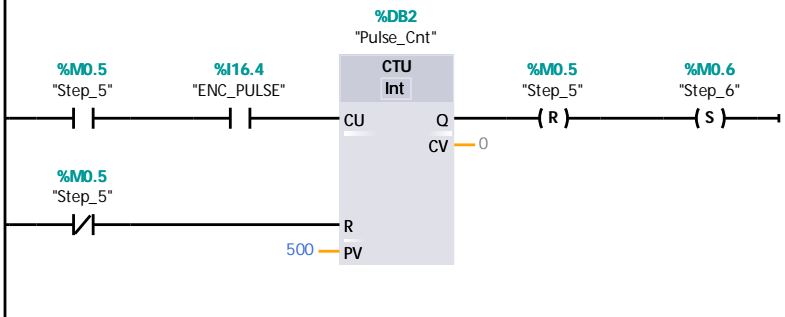 %DB2
"Pulse_Cnt"
%M0.5
"Step_5"
%I16.4
"ENC_PULSE"
CTU
Int
%M0.5
"Step_5"
%M0.6
"Step_6"
CU
Q
R
S
CV
0
%M0.5
"Step_5"
R
500
PV